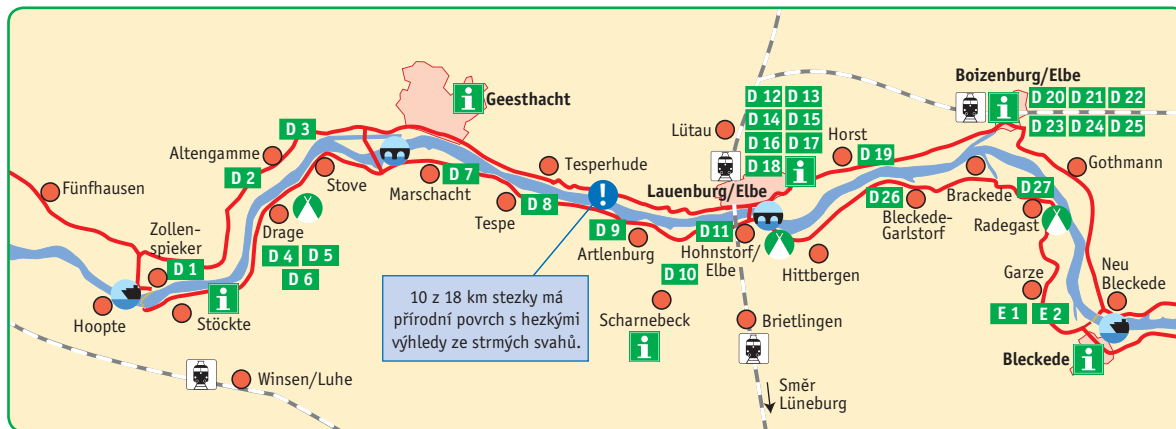 Fünfhausen
Altengamme
D 3
D 2
Zollen-
spieker
D 1
Hoopte
Stöckte
Winsen/Luhe
Drage
D 4 D 5
D 6
Stove
Geesthacht
Marschacht
D 7
Tespe
D 8
Tesperhude
!
D 9
Artlenburg
10 z 18 km stezky má
přírodní povrch s hezkými
výhledy ze strmých svahů.
D 10
Scharnebeck
D 11
Hohnstorf/
Elbe
Lauenburg/Elbe
Lütau
D 12 D 13
D 14 D 15
D 16 D 17
D 18
Horst
D 19
Hittbergen
Brietlingen
Směr
Lüneburg
D26
Bleckede-
Garlstorf
Brackede
Boizenburg/Elbe
D 20 D 21 D 22
D 23 D 24 D 25
Gothmann
D27
Radegast
Garze
E 1 E 2
Neu
Bleckede
Bleckede